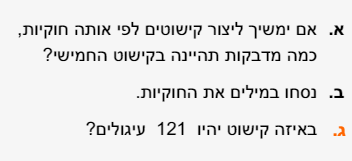 א. אם ימשיך ליצור קישוטים לפי אותה חוקיות,
כמה מדבקות תהיינה בקישוט החמישי?
ב. נסחו במילים את החוקיות.
ג. באיזה קישוט יהיו 121 עיגולים?